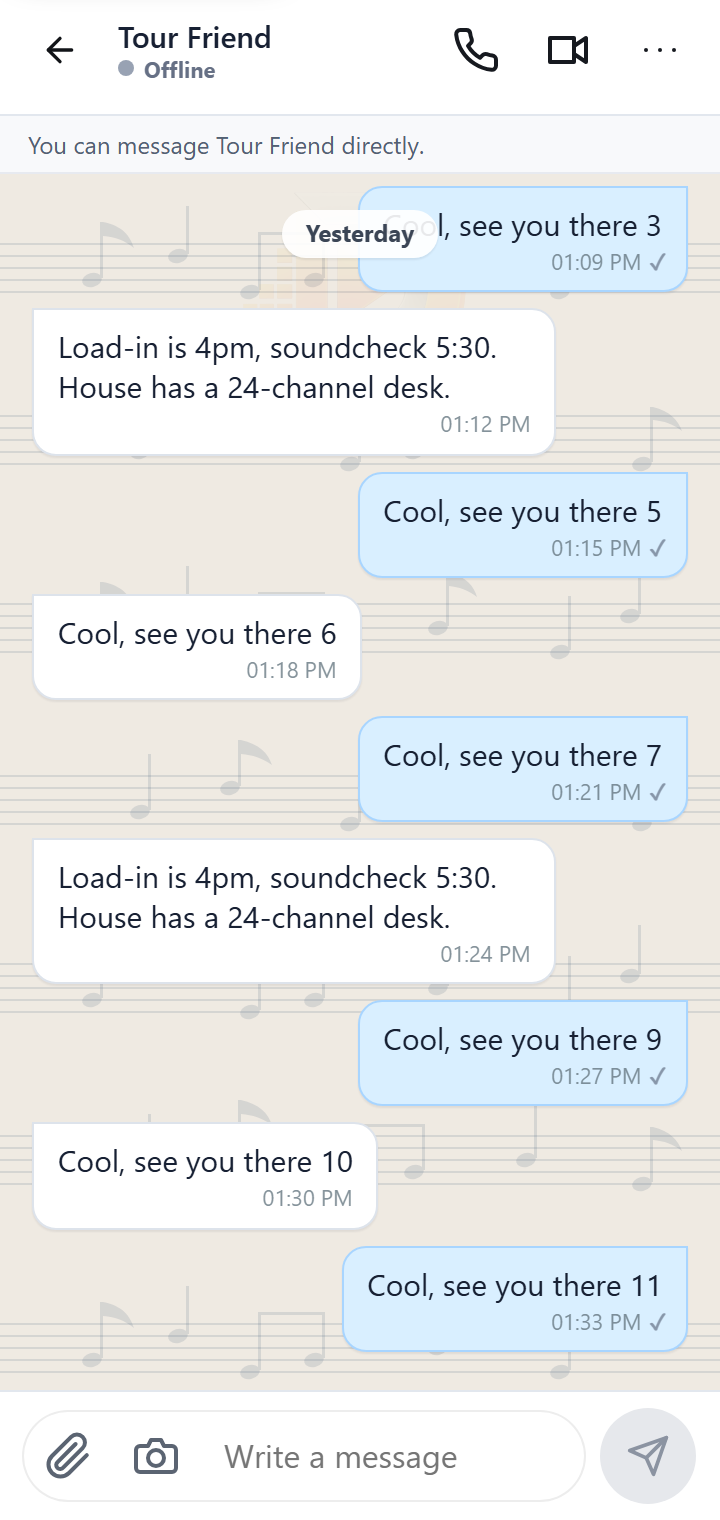 Tour Friend
Offline
You can message Tour Friend directly.
Yesterday
Cool, see you there 3
01:09 PM ✓
Load-in is 4pm, soundcheck 5:30.
House has a 24-channel desk.
01:12 PM
Cool, see you there 5
01:15 PM ✓
Cool, see you there 6
01:18 PM
Cool, see you there 7
01:21 PM ✓
Load-in is 4pm, soundcheck 5:30.
House has a 24-channel desk.
01:24 PM
Cool, see you there 9
01:27 PM ✓
Cool, see you there 10
01:30 PM
Cool, see you there 11
01:33 PM ✓
Write a message